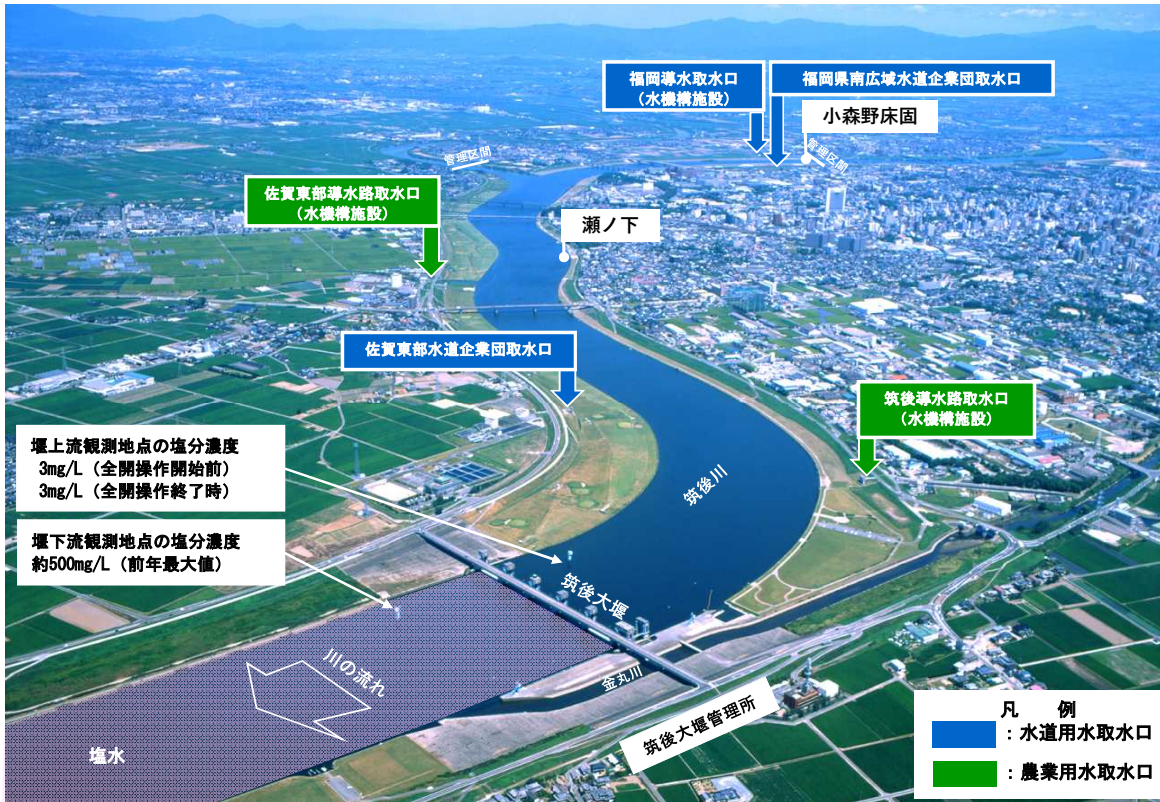 福岡導水取水口
(水機構施設)
福岡県南広域水道企業団取水口
小森野床固
管理区間
管理区間
佐賀東部導水路取水口
(水機構施設)
瀬ノ下
佐賀東部水道企業団取水口
筑後導水路取水口
(水機構施設)
堰上流観測地点の塩分濃度
3mg/L (全開操作開始前)
3mg/L (全開操作終了時)
筑後川
堰下流観測地点の塩分濃度
約500mg/L (前年最大値)
筑後大堰
川の流れ
金丸川
筑後大堰管理所
塩水
凡 例
:水道用水取水口
:農業用水取水口